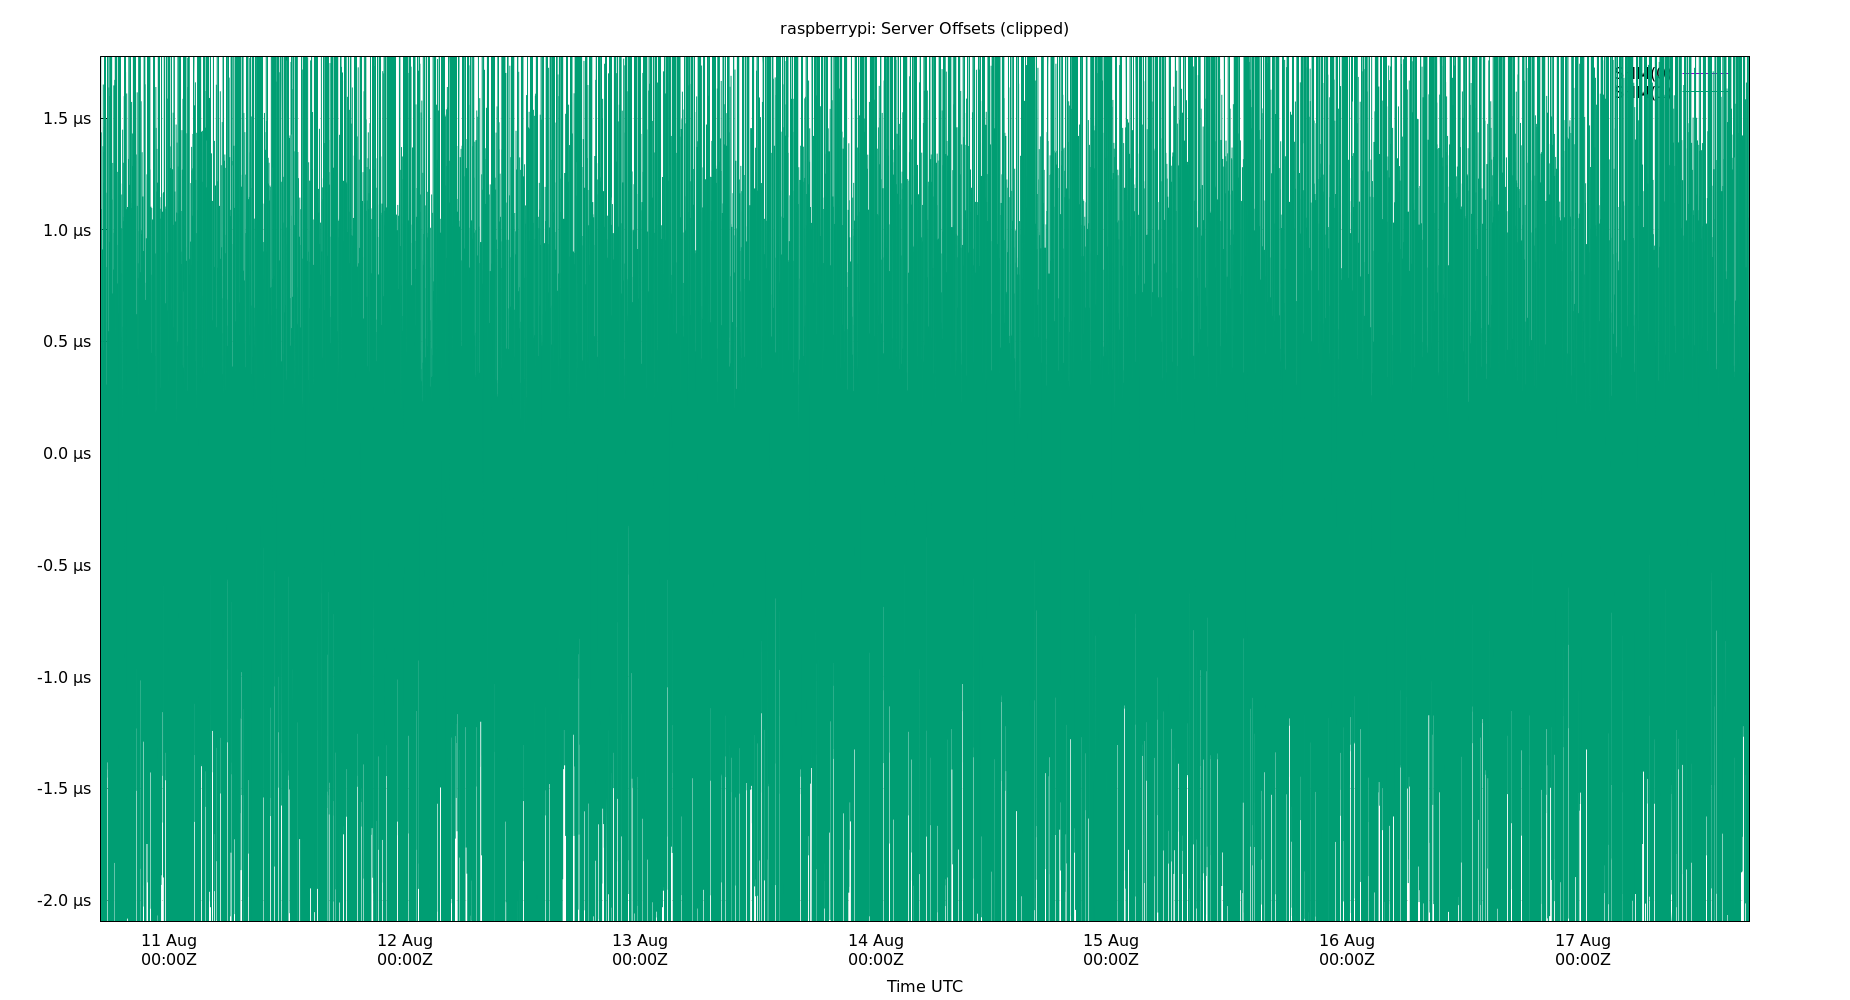 raspberrypi: Server Offsets (clipped)
1.5 µs
1.0 µs
0.5 µs
0.0 µs
-0.5 µs
-1.0 µs
-1.5 µs
-2.0 µs
11 Aug 12 Aug 13 Aug 14 Aug 15 Aug 16 Aug 17 Aug
00:00Z 00:00Z 00:00Z 00:00Z 00:00Z 00:00Z 00:00Z
Time UTC